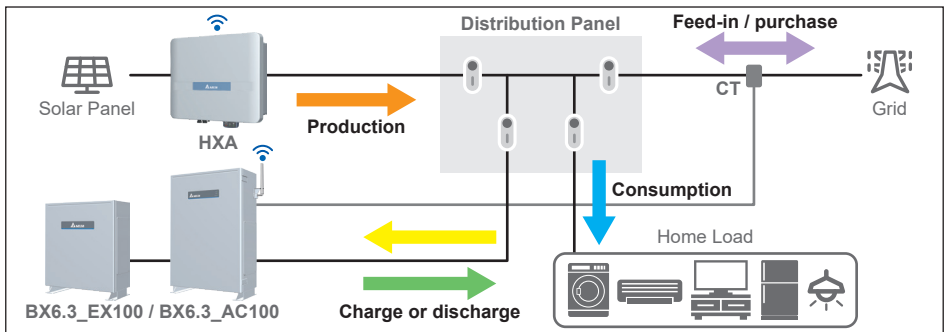 Distribution Panel
Feed-in / purchase
Solar Panel
HXA
Production
CT
Grid
Consumption
Home Load
BX6.3_EX100 / BX6.3_AC100
Charge or discharge